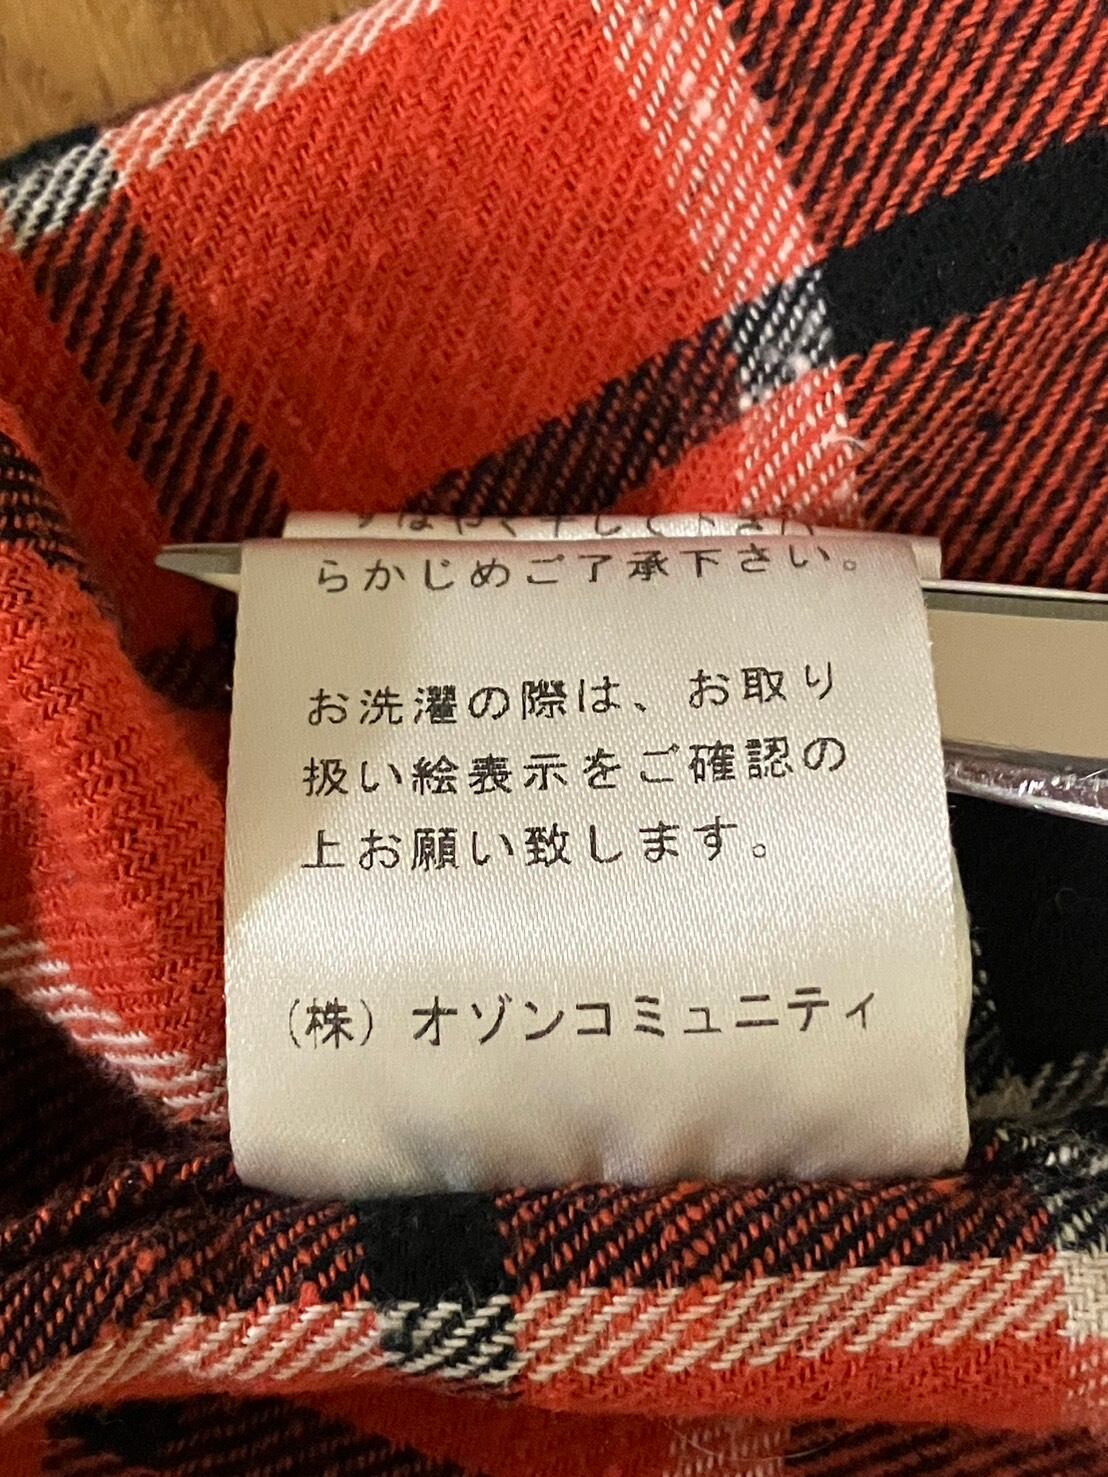 らかじめご了承下さい。
お洗濯の際は、お取り
扱い絵表示をご確認の
上お願い致します。
(株) オゾンコミュニティ